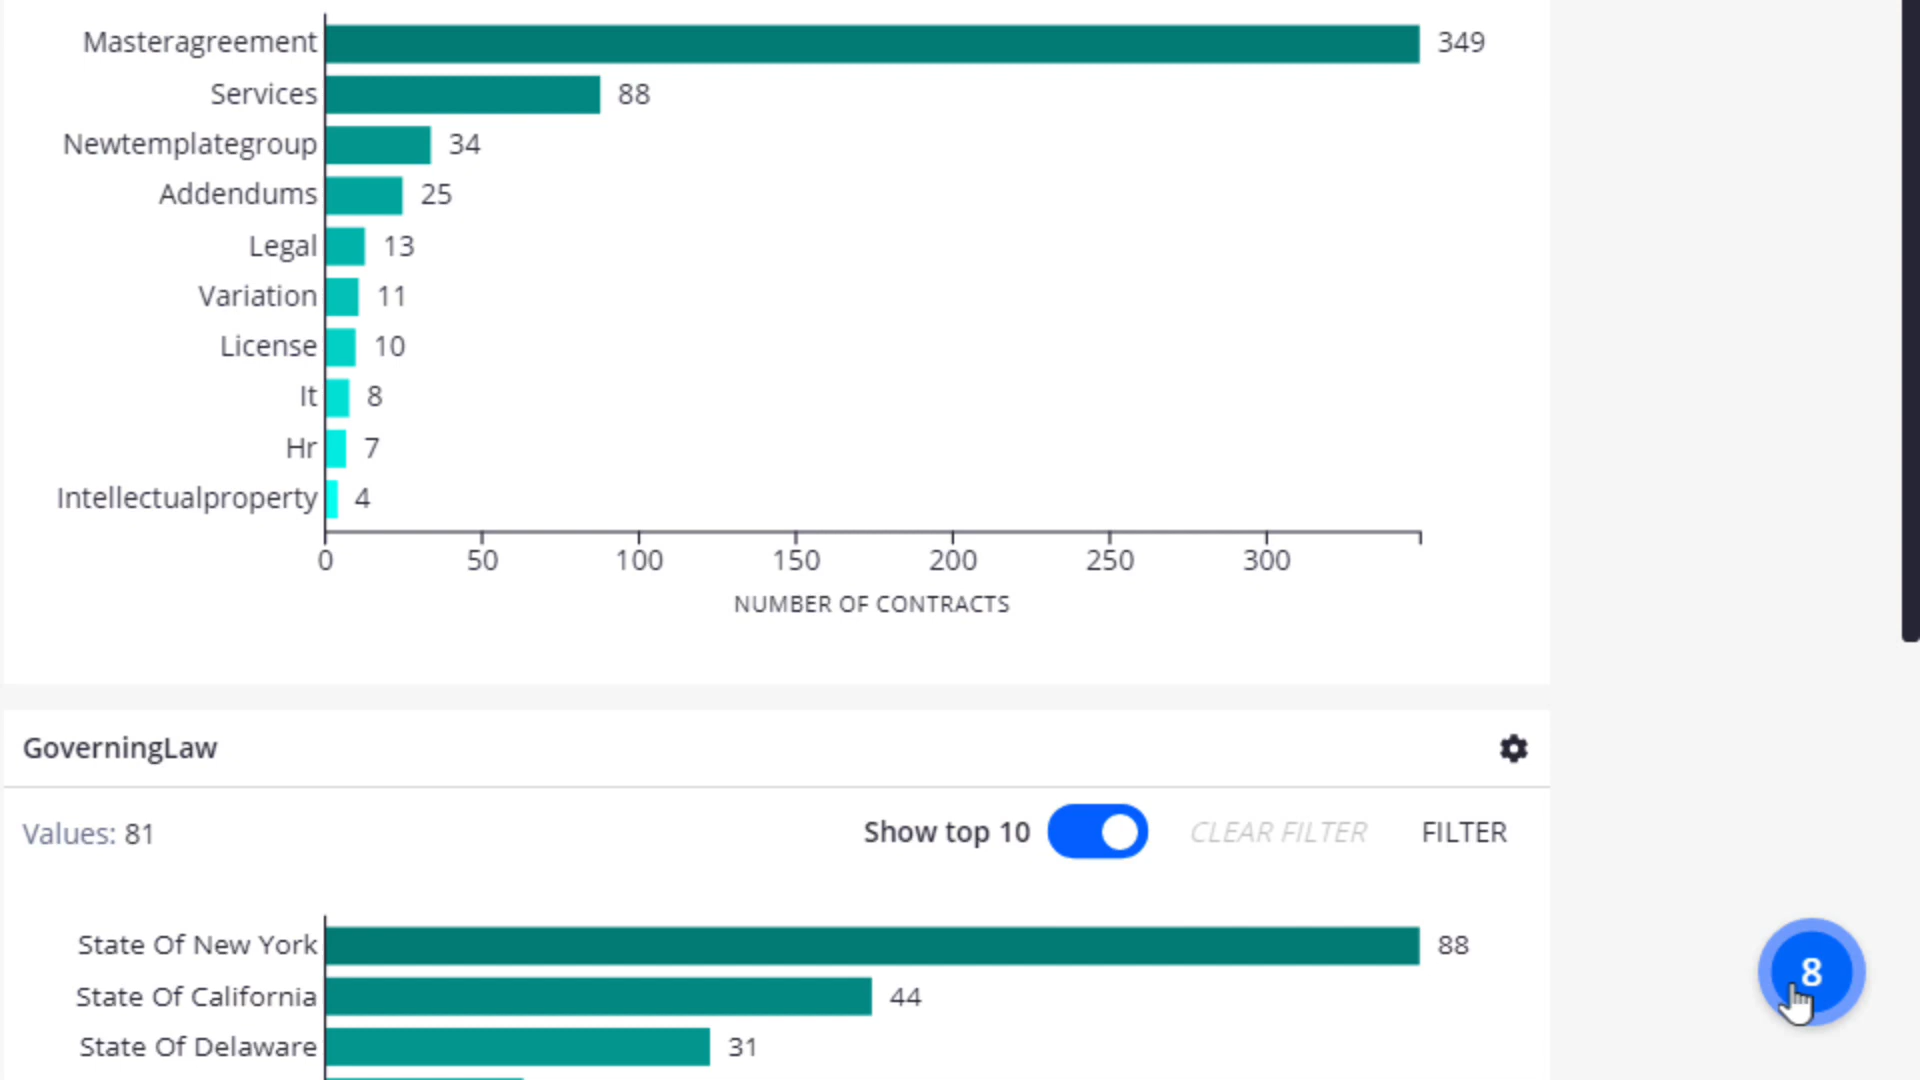 Masteragreement 349
Services 88
Newtemplategroup 34
Addendums 25
Legal 13
Variation 11
License 10
It 8
Hr 7
Intellectualproperty 4
0 50 100 150 200 250 300
NUMBER OF CONTRACTS
GoverningLaw
Values: 81 Show top 10 CLEAR FILTER FILTER
State Of New York 88
State Of California 44
State Of Delaware 31
8